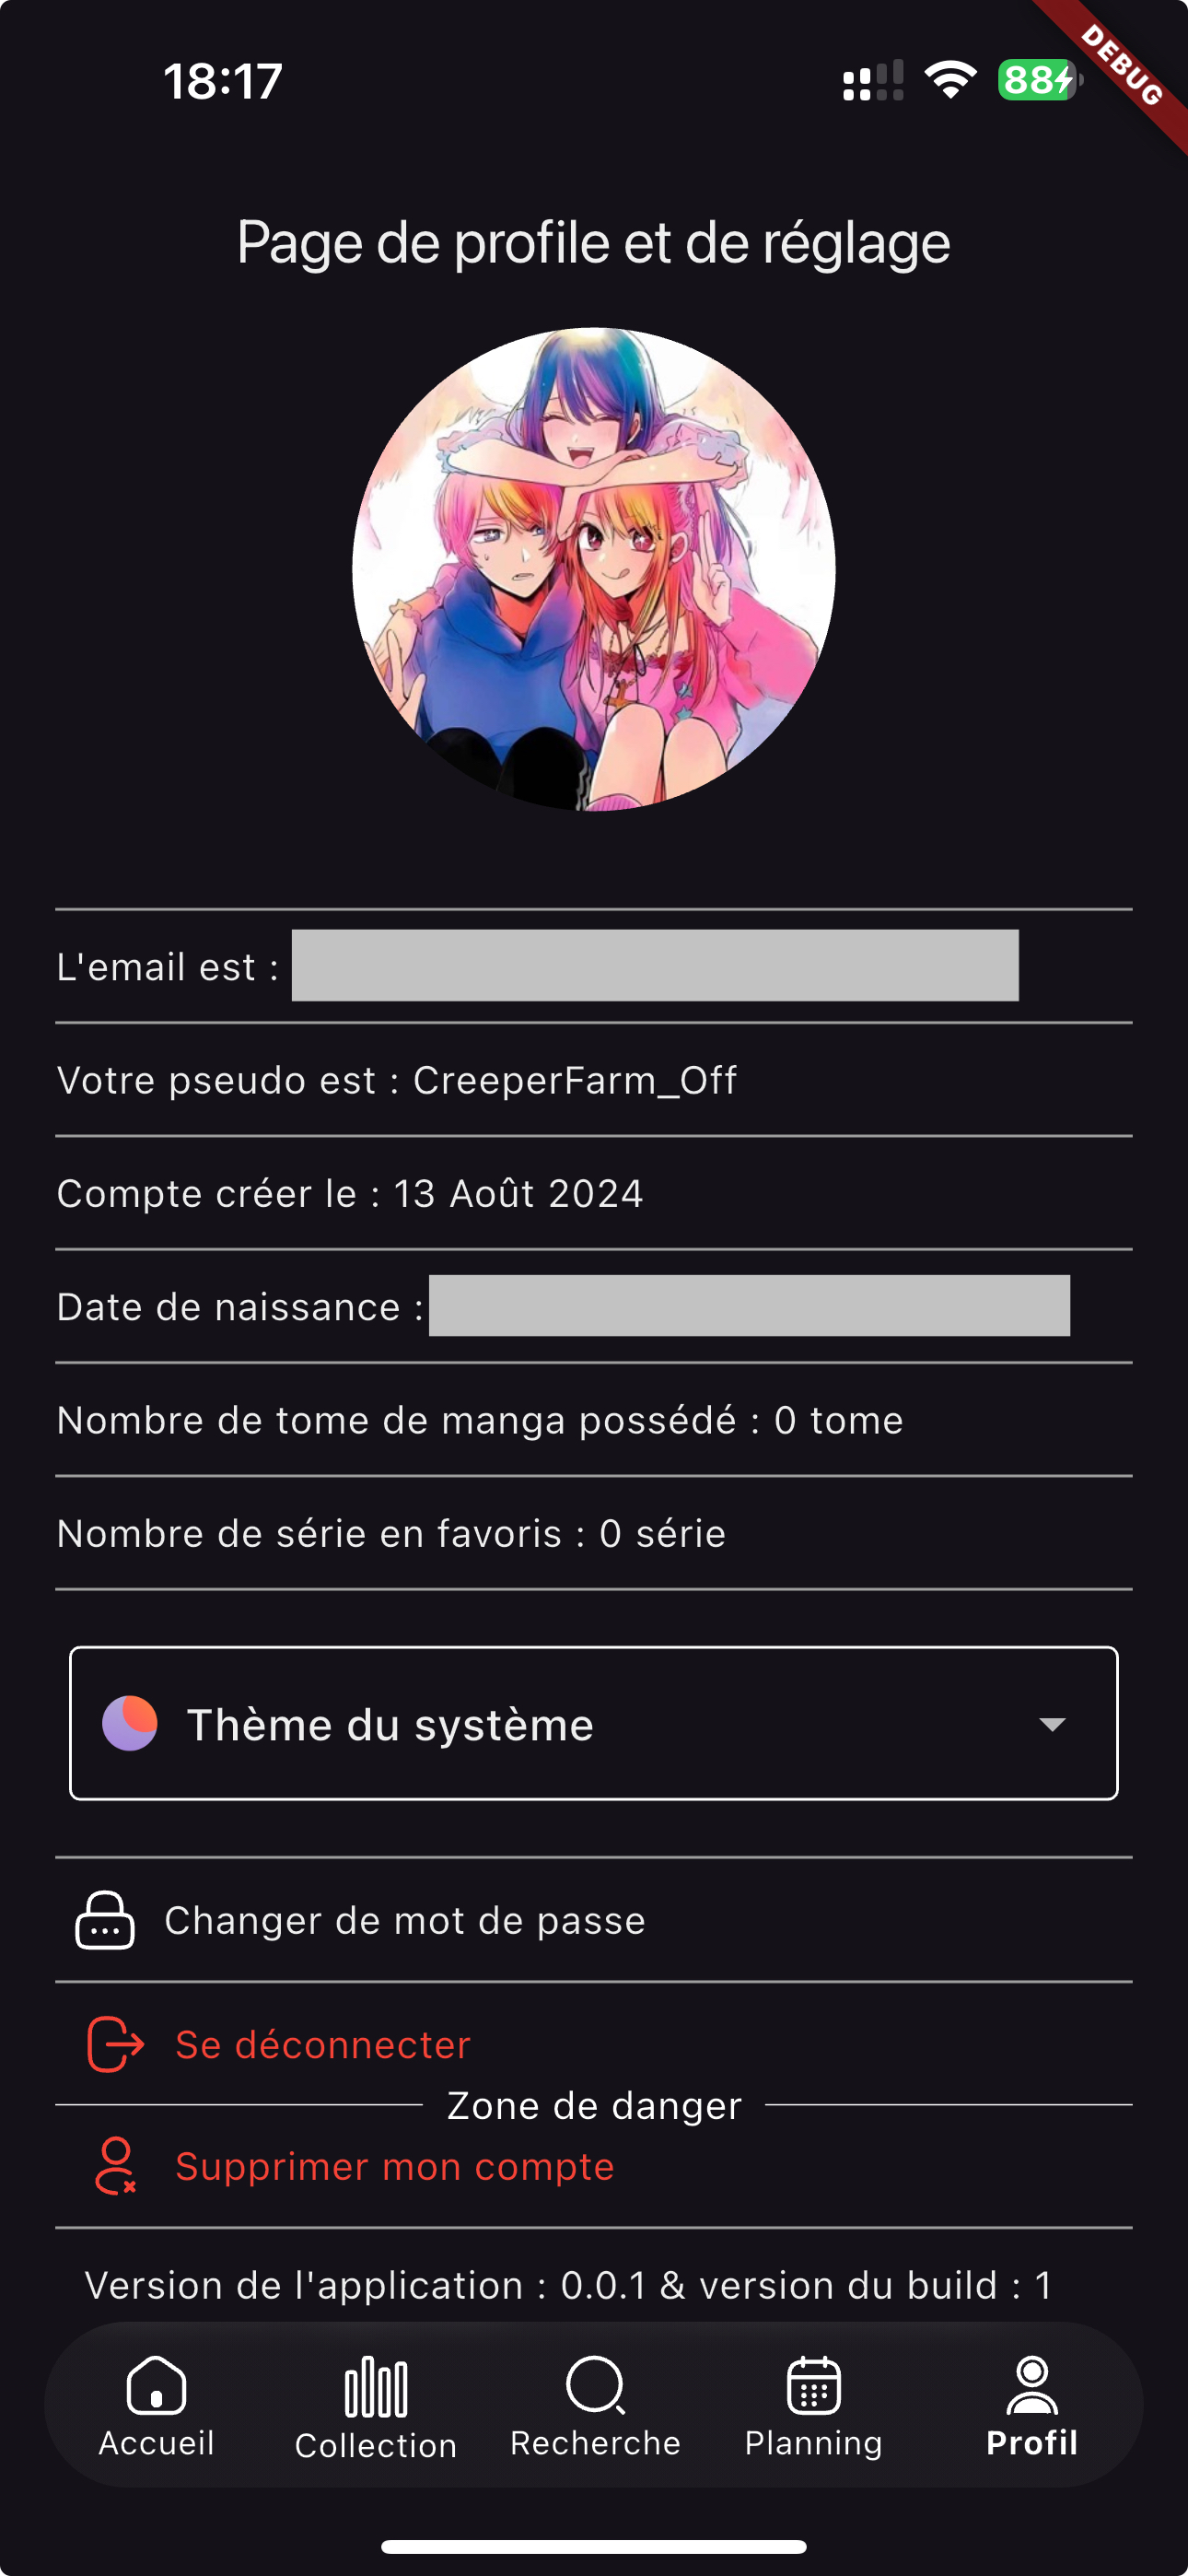 18:17
88
DEBUG
Page de profile et de réglage
L'email est :
Votre pseudo est : CreeperFarm_Off
Compte créer le : 13 Août 2024
Date de naissance :
Nombre de tome de manga possédé : 0 tome
Nombre de série en favoris : 0 série
Thème du système
Changer de mot de passe
Se déconnecter
Zone de danger
Supprimer mon compte
Version de l'application : 0.0.1 & version du build : 1
Accueil
Collection
Recherche
Planning
Profil